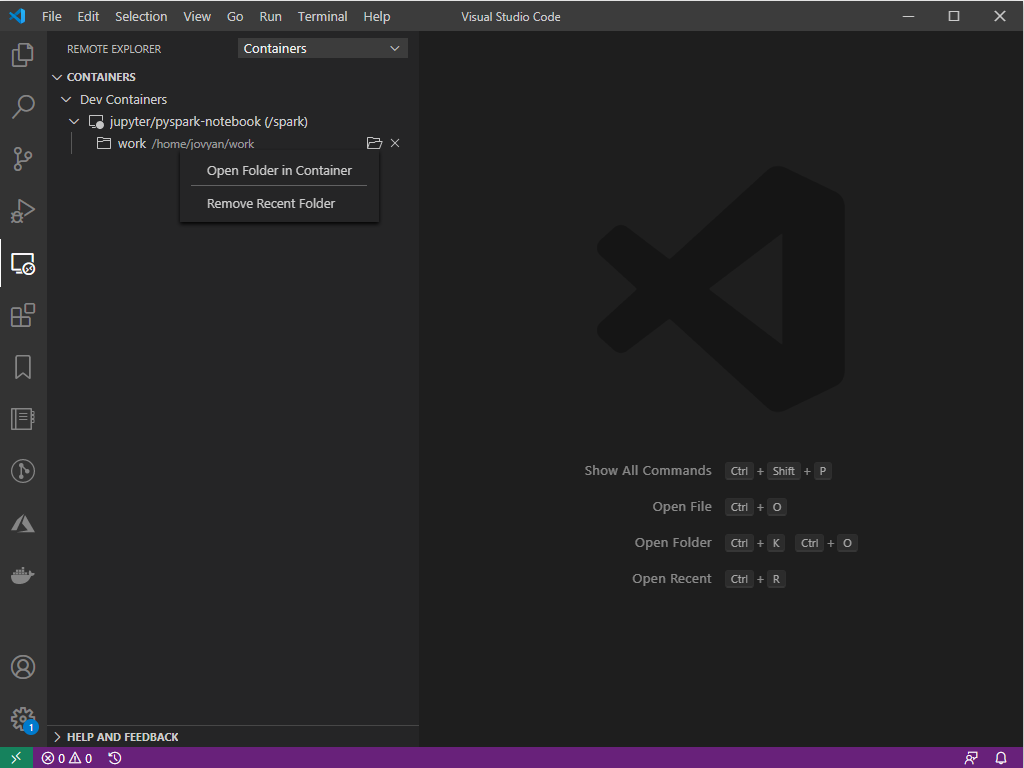 File Edit Selection View Go Run Terminal Help Visual Studio Code
REMOTE EXPLORER Containers
CONTAINERS
Dev Containers
jupyter/pyspark-notebook (/spark)
work /home/jovyan/work
Open Folder in Container
Remove Recent Folder
Show All Commands Ctrl + Shift + P
Open File Ctrl + O
Open Folder Ctrl + K Ctrl + O
Open Recent Ctrl + R
1
HELP AND FEEDBACK
0 0